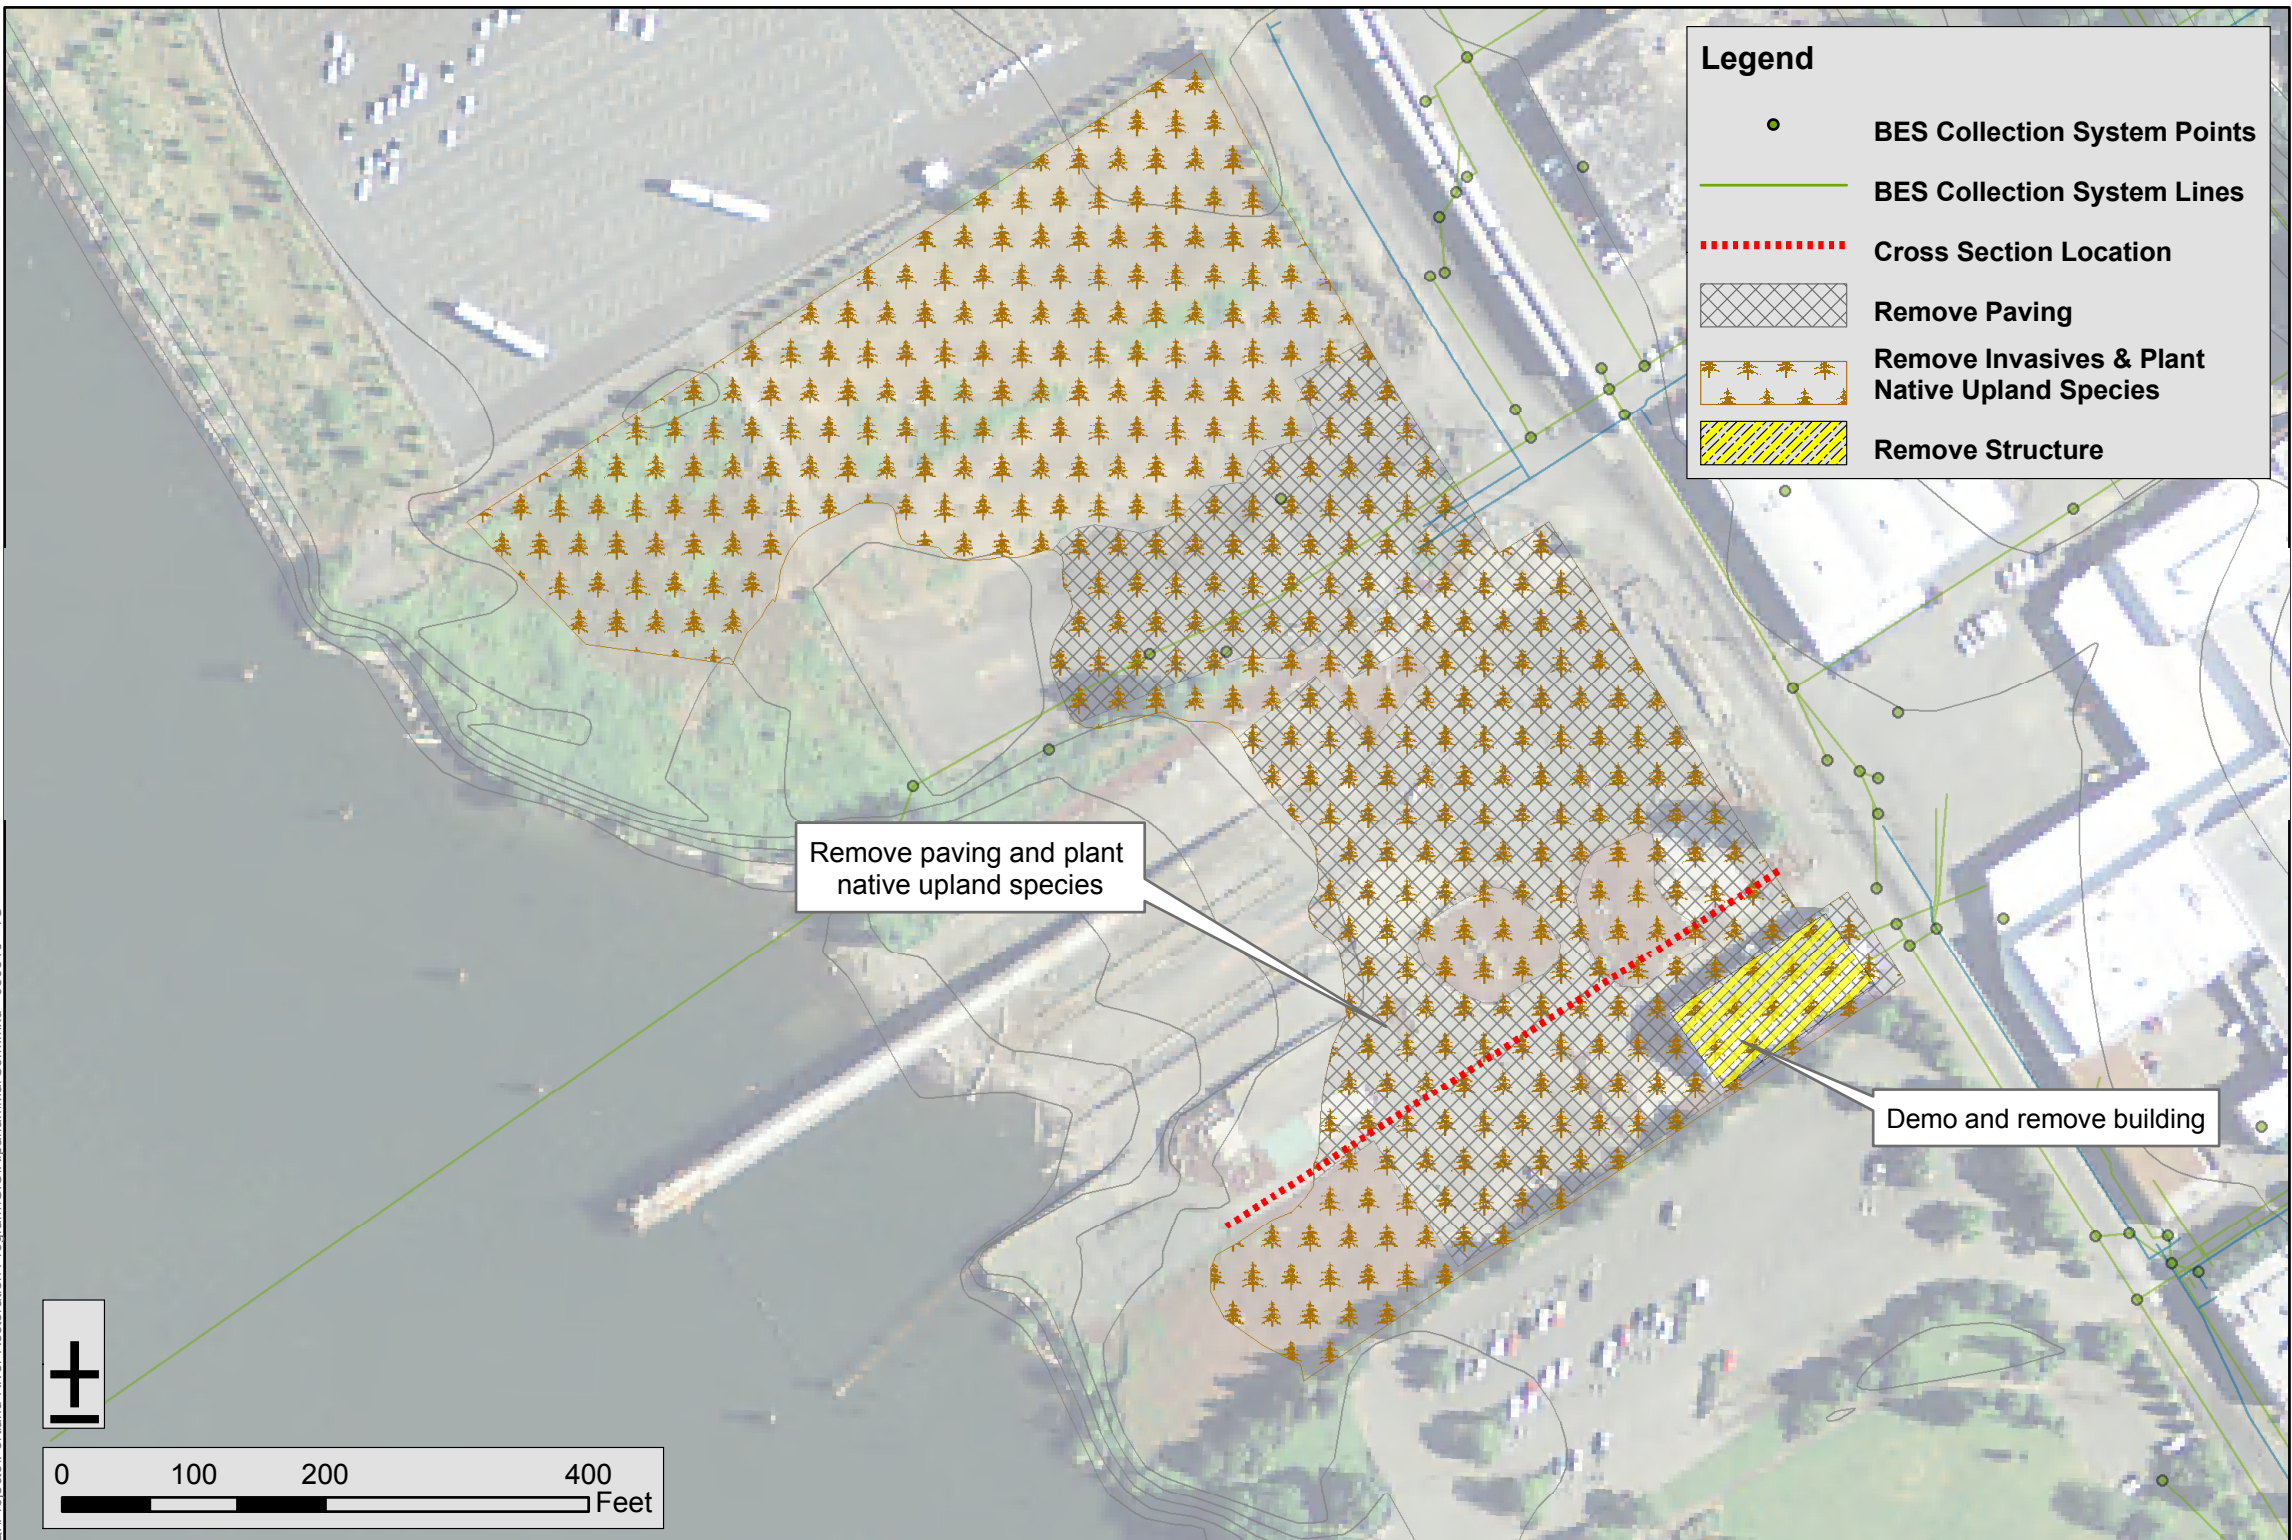 Legend
BES Collection System Points
BES Collection System Lines
Cross Section Location
Remove Paving
Remove Invasives & Plant
Native Upland Species
Remove Structure
Remove paving and plant
native upland species
Demo and remove building
0 100 200 400
Feet